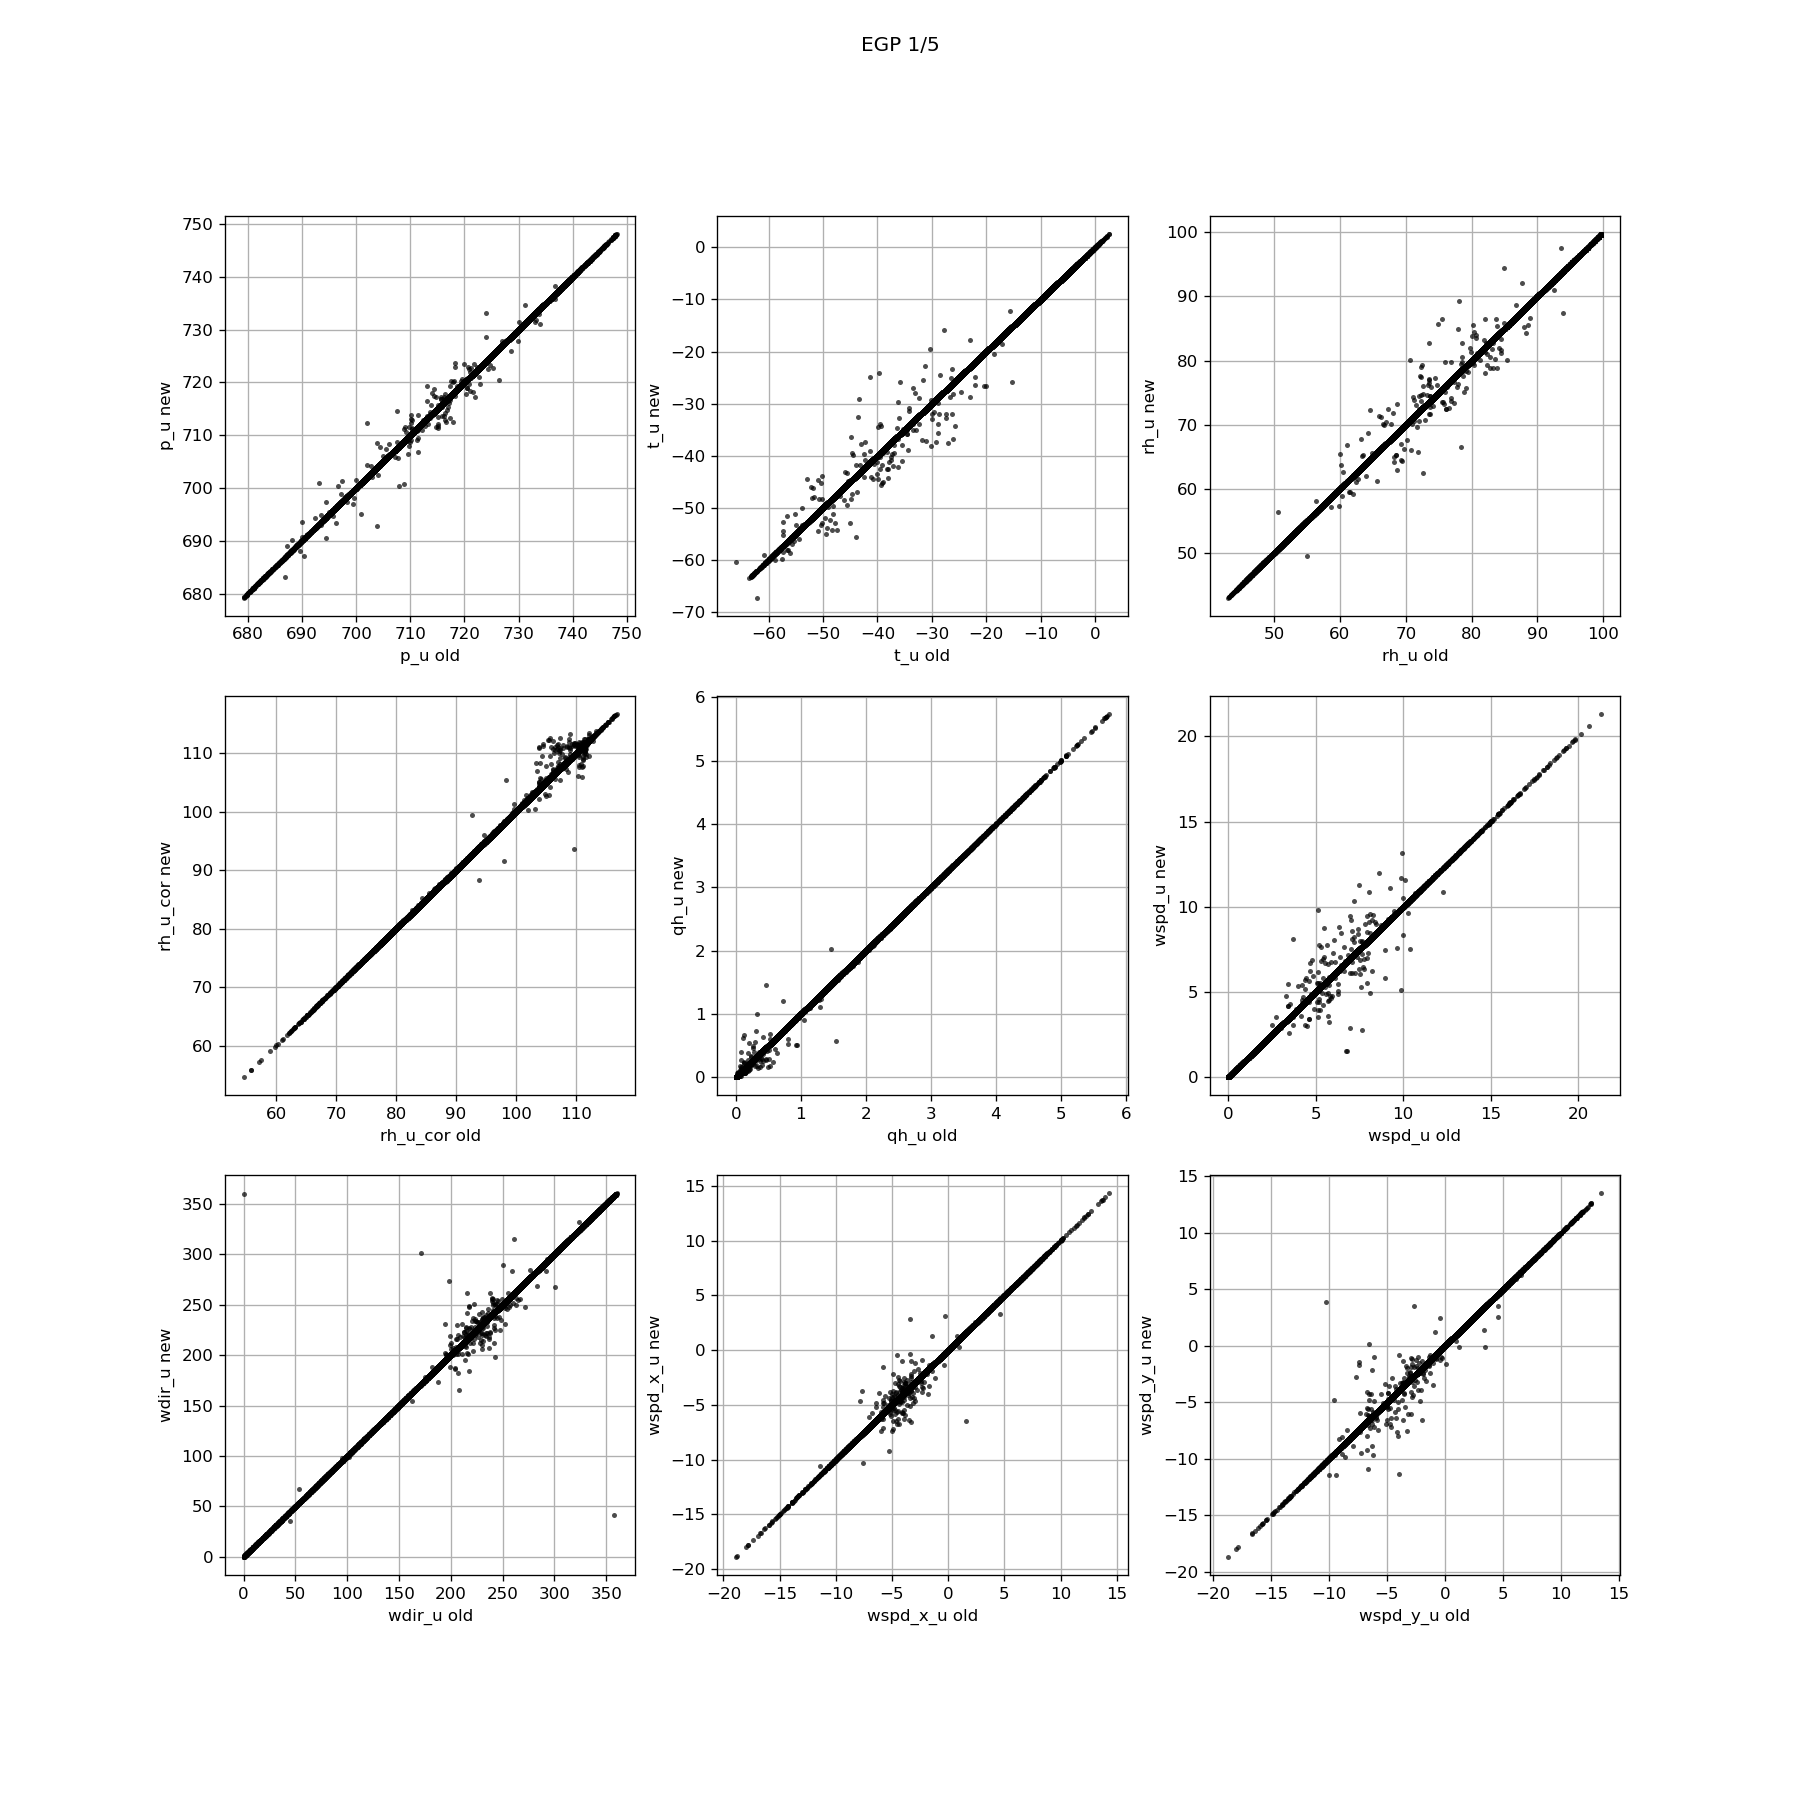 EGP 1/5
750
740
730
720
710
700
690
680
p_u new
680 690 700 710 720 730 740 750
p_u old
0
−10
−20
−30
−40
−50
−60
−70
t_u new
−60 −50 −40 −30 −20 −10 0
t_u old
100
90
80
70
60
50
rh_u new
50 60 70 80 90 100
rh_u old
110
100
90
80
70
60
rh_u_cor new
60 70 80 90 100 110
rh_u_cor old
6
5
4
3
2
1
0
qh_u new
0 1 2 3 4 5 6
qh_u old
20
15
10
5
0
wspd_u new
0 5 10 15 20
wspd_u old
350
300
250
200
150
100
50
0
wdir_u new
0 50 100 150 200 250 300 350
wdir_u old
15
10
5
0
−5
−10
−15
−20
wspd_x_u new
−20 −15 −10 −5 0 5 10 15
wspd_x_u old
15
10
5
0
−5
−10
−15
−20
wspd_y_u new
−20 −15 −10 −5 0 5 10 15
wspd_y_u old